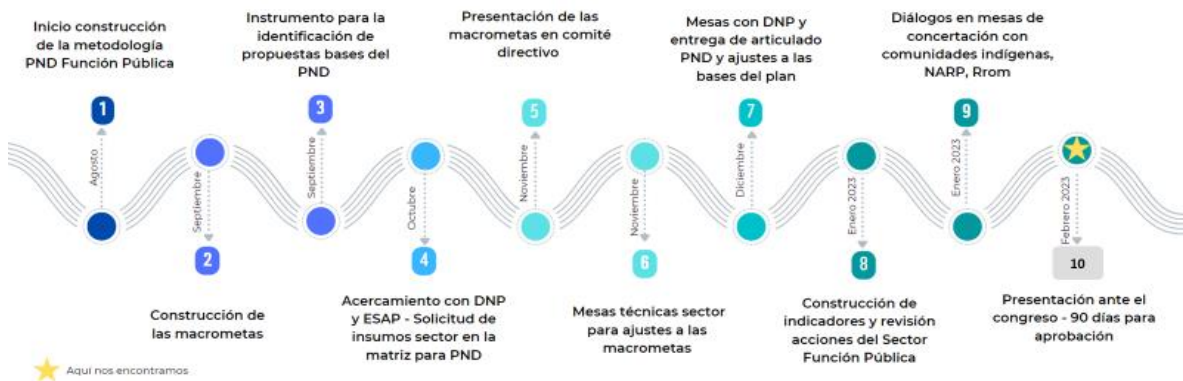 Inicio construcción
de la metodología
PND Función Pública
1
Agosto
Septiembre
2
Construcción de
las macrometas
Instrumento para la
identificación de
propuestas bases del
PND
3
Septiembre
Octubre
4
Acercamiento con DNP
y ESAP - Solicitud de
insumos sector en la
matriz para PND
Presentación de las
macrometas en comité
directivo
5
Noviembre
Noviembre
6
Mesas técnicas sector
para ajustes a las
macrometas
Mesas con DNP y
entrega de articulado
PND y ajustes a las
bases del plan
7
Diciembre
Enero 2023
8
Construcción de
indicadores y revisión
acciones del Sector
Función Pública
Diálogos en mesas de
concertación con
comunidades indígenas,
NARP, Rrom
9
Enero 2023
Febrero 2023
10
Presentación ante el
congreso - 90 días para
aprobación
Aquí nos encontramos